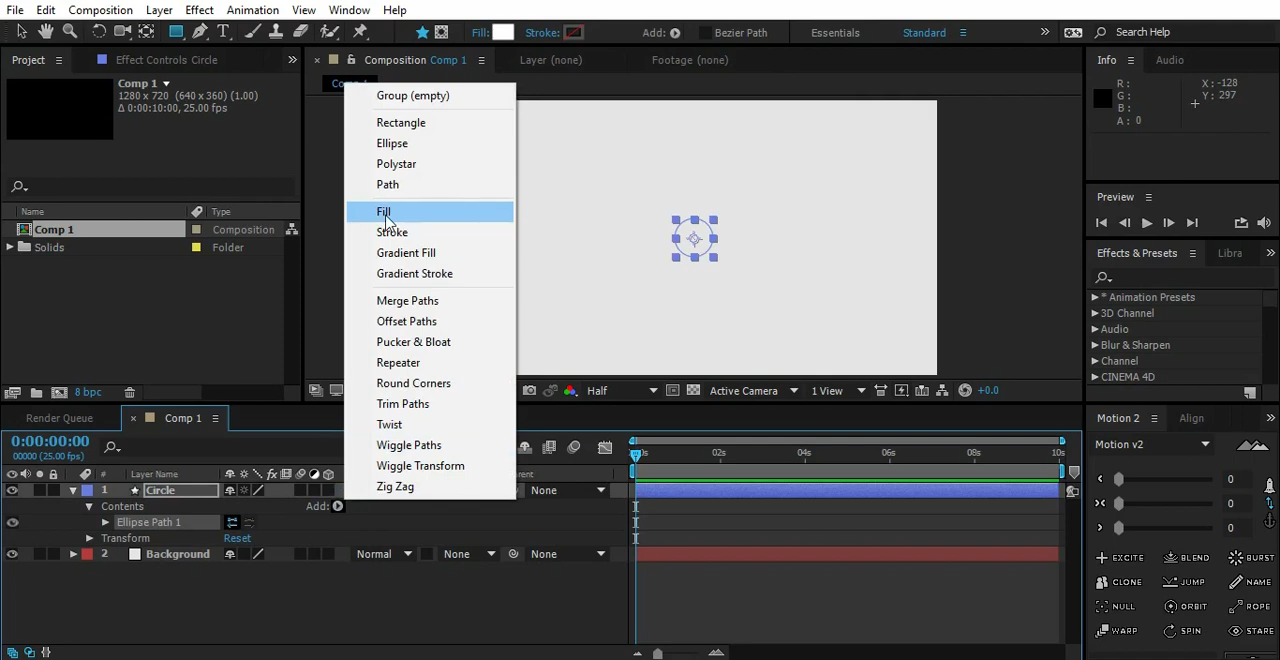 File Edit Composition Layer Effect Animation View Window Help
Fill: Stroke: Add: Bezier Path Essentials Standard Search Help
Project Effect Controls Circle Composition Comp 1 Layer (none) Footage (none) Info Audio
Comp 1
1280 x 720 (640 x 360) (1.00)
Δ 0:00:10:00, 25.00 fps
R: X: -128
G: Y: 297
B:
A: 0
Group (empty)
Rectangle
Ellipse
Polystar
Path
Fill
Stroke
Gradient Fill
Gradient Stroke
Merge Paths
Offset Paths
Pucker & Bloat
Repeater
Round Corners
Trim Paths
Twist
Wiggle Paths
Wiggle Transform
Zig Zag
Name Type
Comp 1 Composition
Solids Folder
8 bpc
Preview
Effects & Presets Libra
* Animation Presets
3D Channel
Audio
Blur & Sharpen
Channel
CINEMA 4D
Half Active Camera 1 View +0.0
Render Queue Comp 1
0:00:00:00
00000 (25.00 fps)
# Layer Name
1 Circle None
Contents Add:
Ellipse Path 1
Transform Reset
2 Background Normal None None
02s 04s 06s 08s 10s
Motion 2 Align
Motion v2
0
0
0
EXCITE BLEND BURST
CLONE JUMP NAME
NULL ORBIT ROPE
WARP SPIN STARE